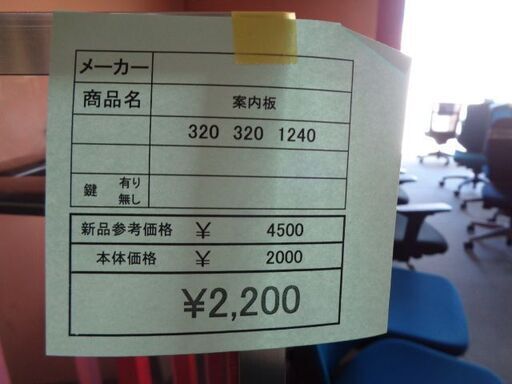 メーカー
商品名 案内板
320 320 1240
鍵 有り
無し
新品参考価格 ¥ 4500
本体価格 ¥ 2000
¥2,200